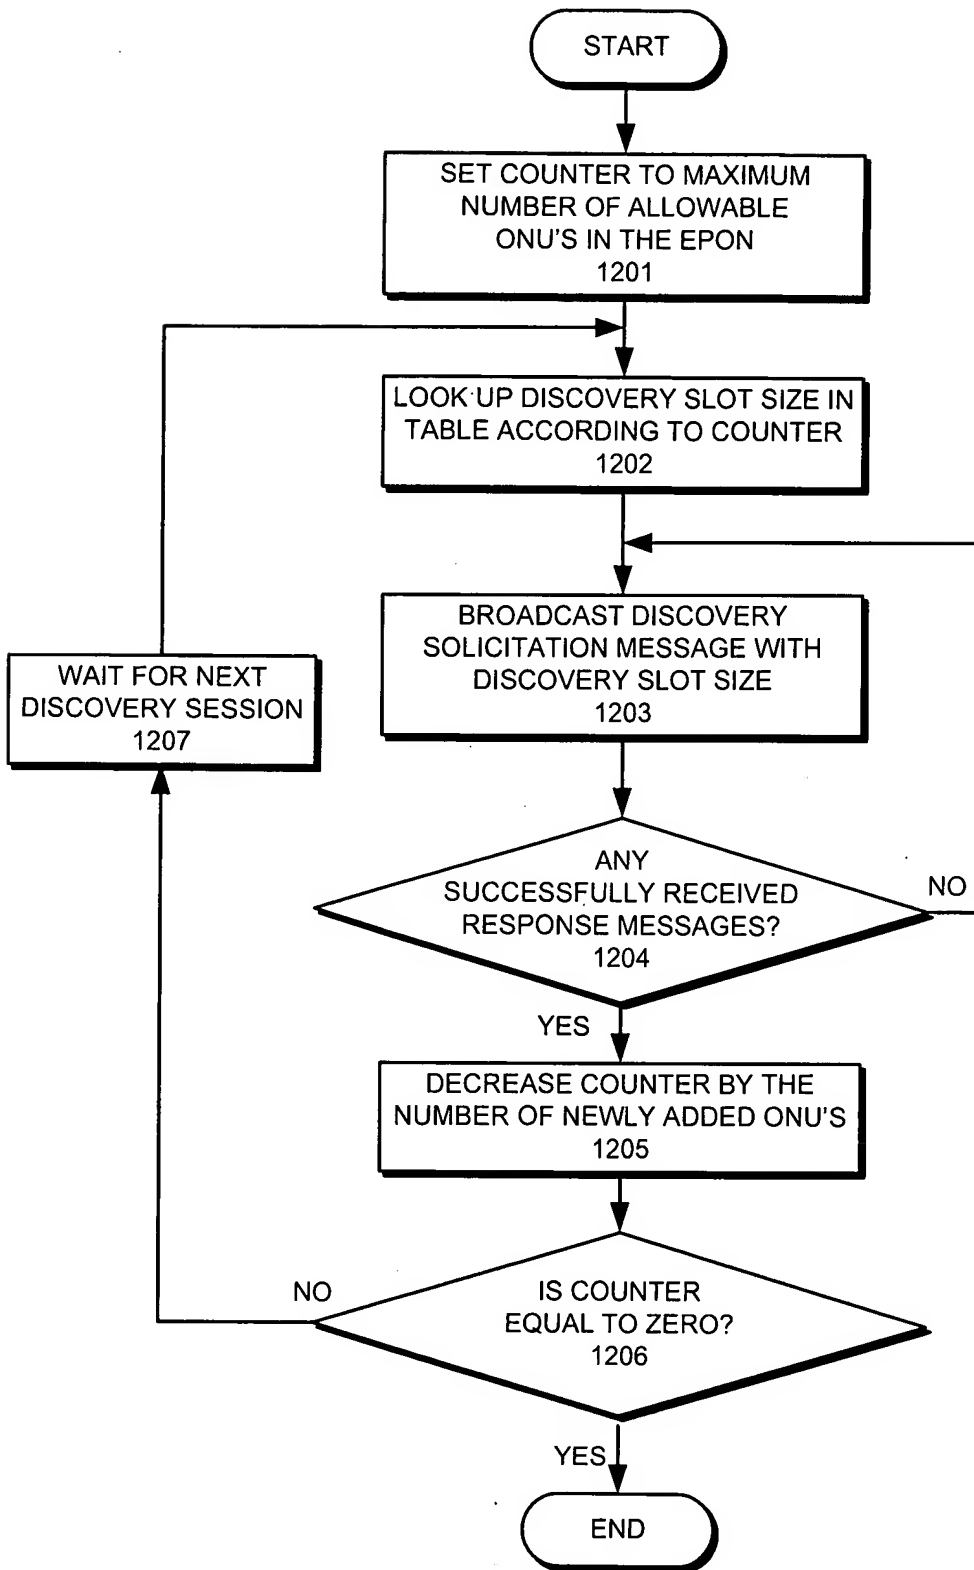 START
SET COUNTER TO MAXIMUM
NUMBER OF ALLOWABLE
ONU'S IN THE EPON
1201
LOOK UP DISCOVERY SLOT SIZE IN
TABLE ACCORDING TO COUNTER
1202
BROADCAST DISCOVERY
SOLICITATION MESSAGE WITH
DISCOVERY SLOT SIZE
1203
WAIT FOR NEXT
DISCOVERY SESSION
1207
ANY
SUCCESSFULLY RECEIVED
RESPONSE MESSAGES?
1204
NO
YES
DECREASE COUNTER BY THE
NUMBER OF NEWLY ADDED ONU'S
1205
NO
IS COUNTER
EQUAL TO ZERO?
1206
YES
END